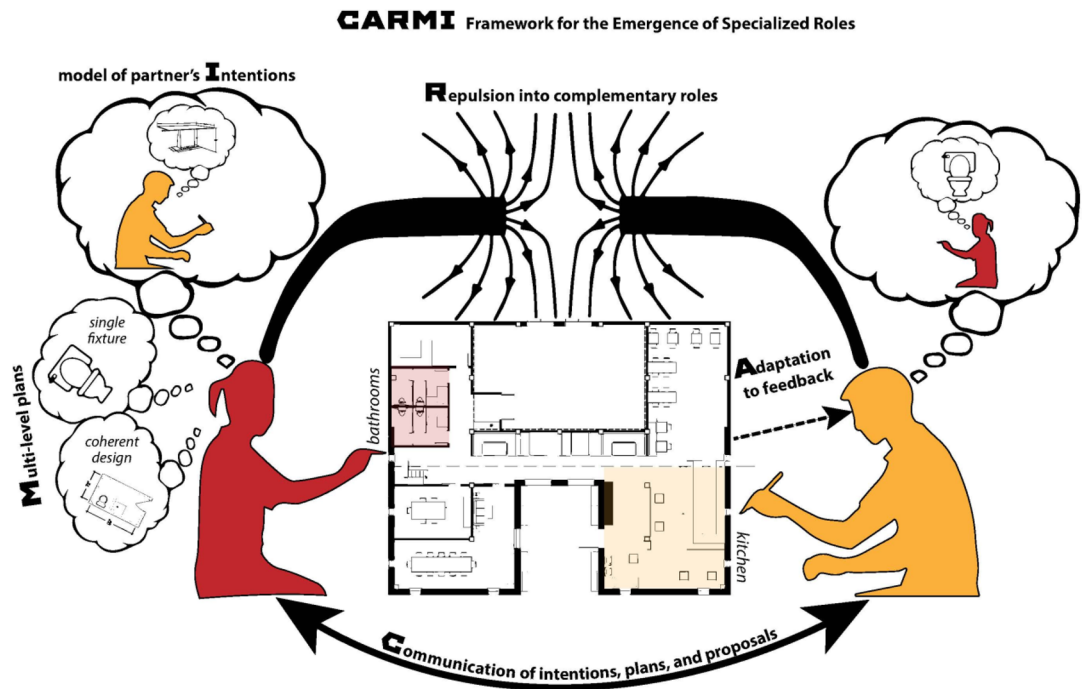 CARMI Framework for the Emergence of Specialized Roles
model of partner's Intentions
Repulsion into complementary roles
single
fixture
coherent
design
Multi-level plans
bathrooms
Adaptation
to feedback
kitchen
Communication of intentions, plans, and proposals